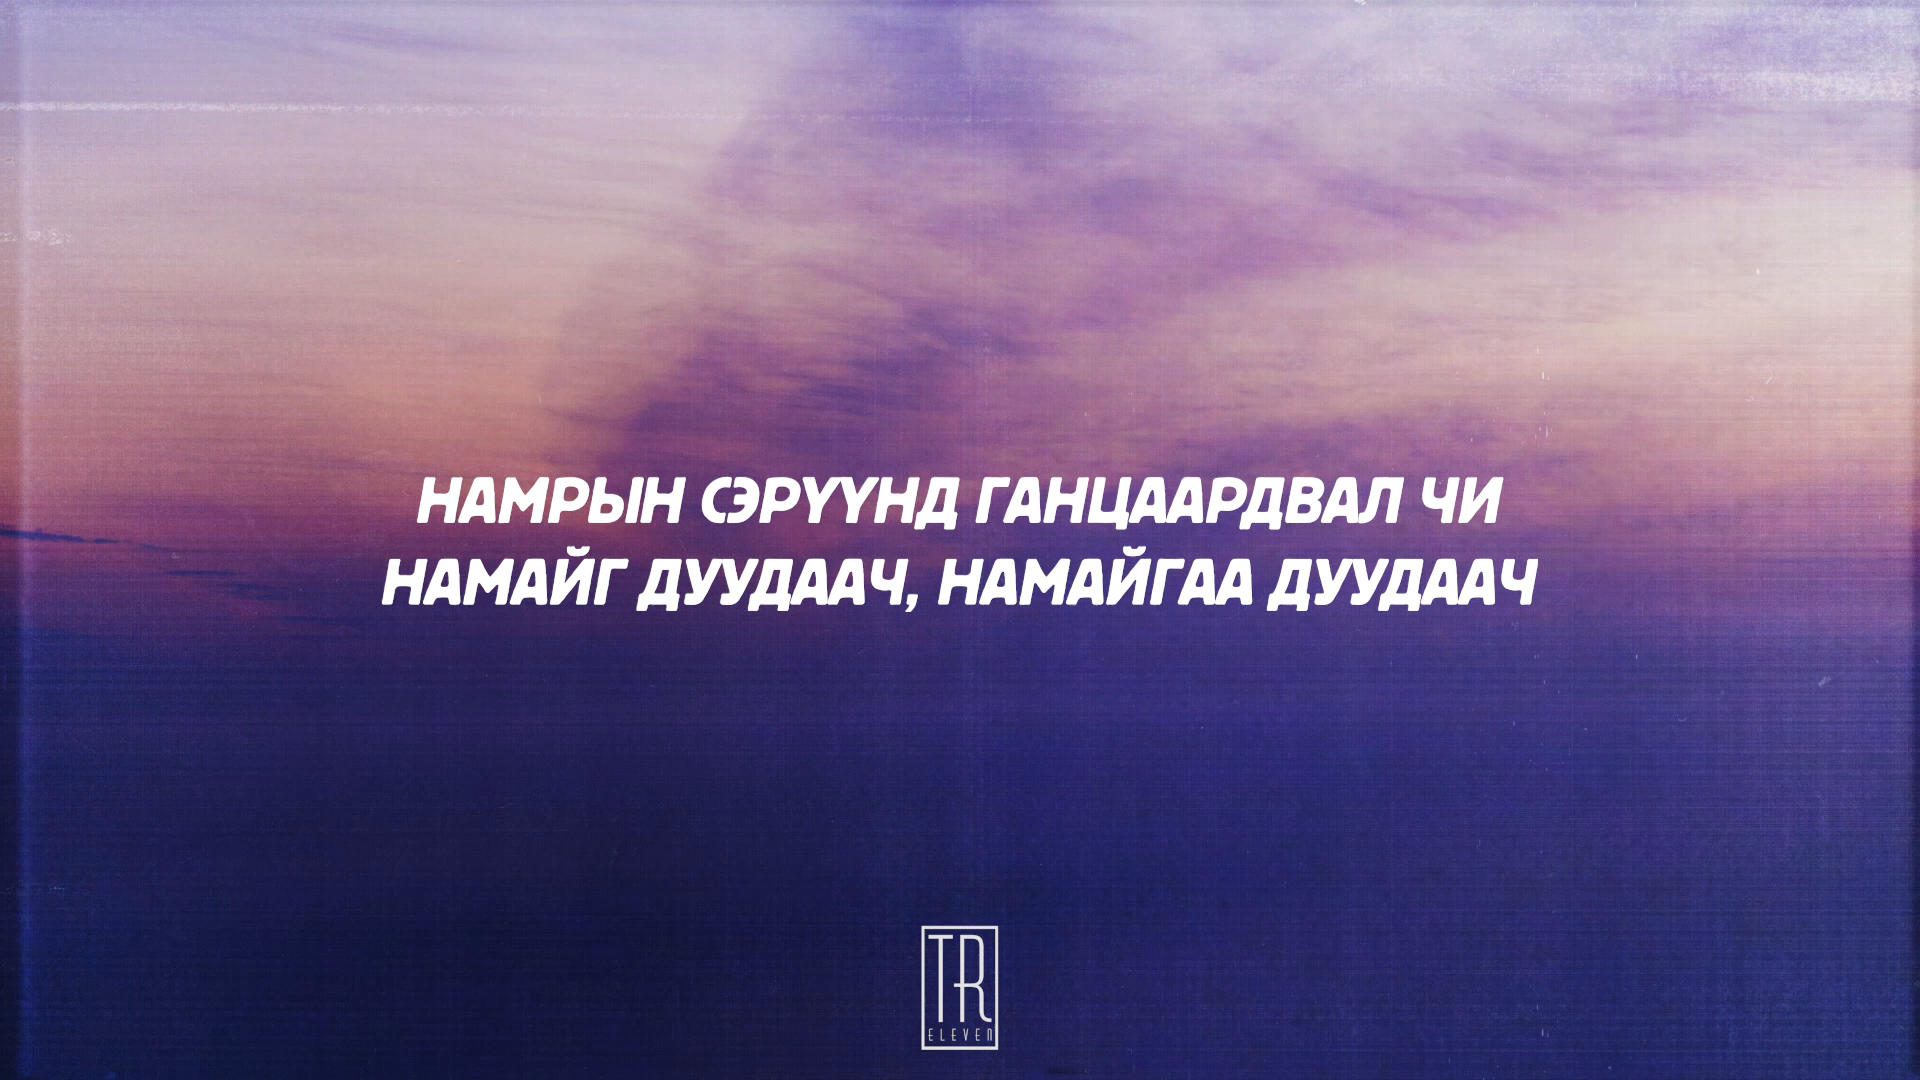 НАМРЫН СЭРҮҮНД ГАНЦААРДВАЛ ЧИ
НАМАЙГ ДУУДААЧ, НАМАЙГАА ДУУДААЧ
TR
ELEVEN